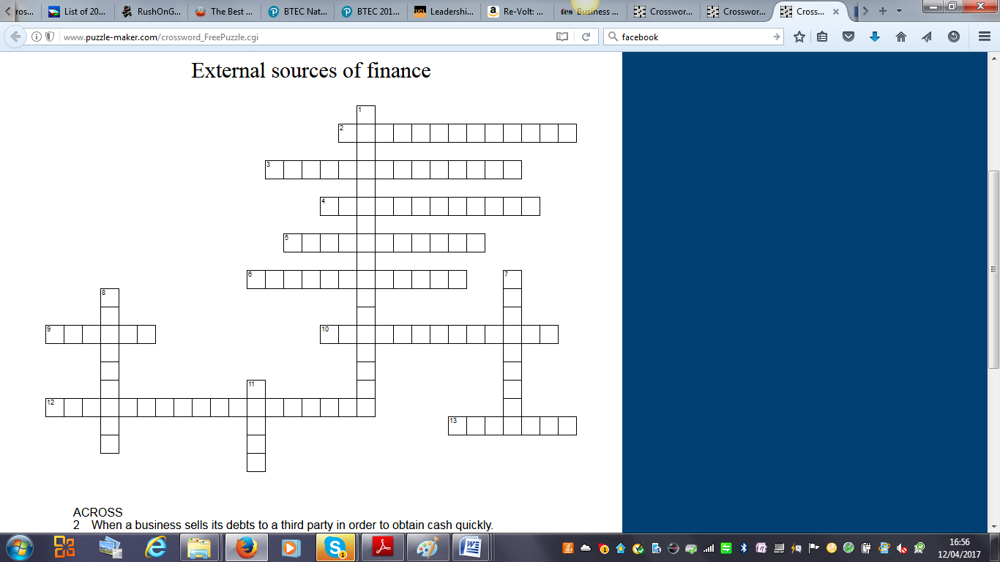 ros...
List of 20...
RushOnG...
The Best ...
BTEC Nat...
BTEC 201...
Leadershi...
Re-Volt: ...
tes Business ...
Crosswor...
Crosswor...
Cross...
www.puzzle-maker.com/crossword_FreePuzzle.cgi
facebook
External sources of finance
1
2
3
4
5
6
7
8
9
10
11
12
13
ACROSS
2 When a business sells its debts to a third party in order to obtain cash quickly.
16:56
12/04/2017